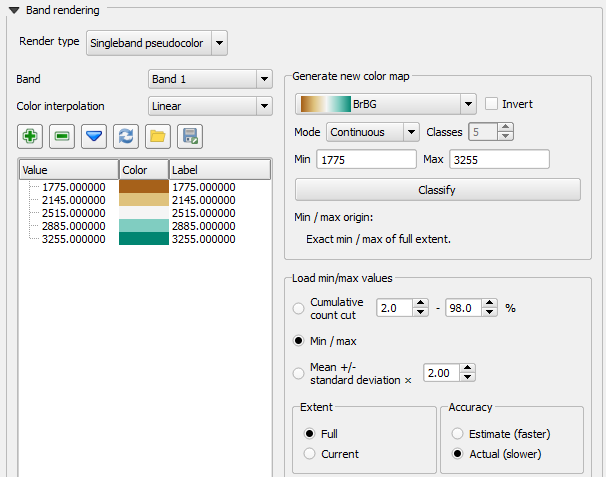 Band rendering
Render type Singleband pseudocolor
Band Band 1
Color interpolation Linear
Value Color Label
1775.000000 1775.000000
2145.000000 2145.000000
2515.000000 2515.000000
2885.000000 2885.000000
3255.000000 3255.000000
Generate new color map
BrBG Invert
Mode Continuous Classes 5
Min 1775 Max 3255
Classify
Min / max origin:
Exact min / max of full extent.
Load min/max values
Cumulative
count cut 2.0 - 98.0 %
Min / max
Mean +/-
standard deviation × 2.00
Extent
Full
Current
Accuracy
Estimate (faster)
Actual (slower)